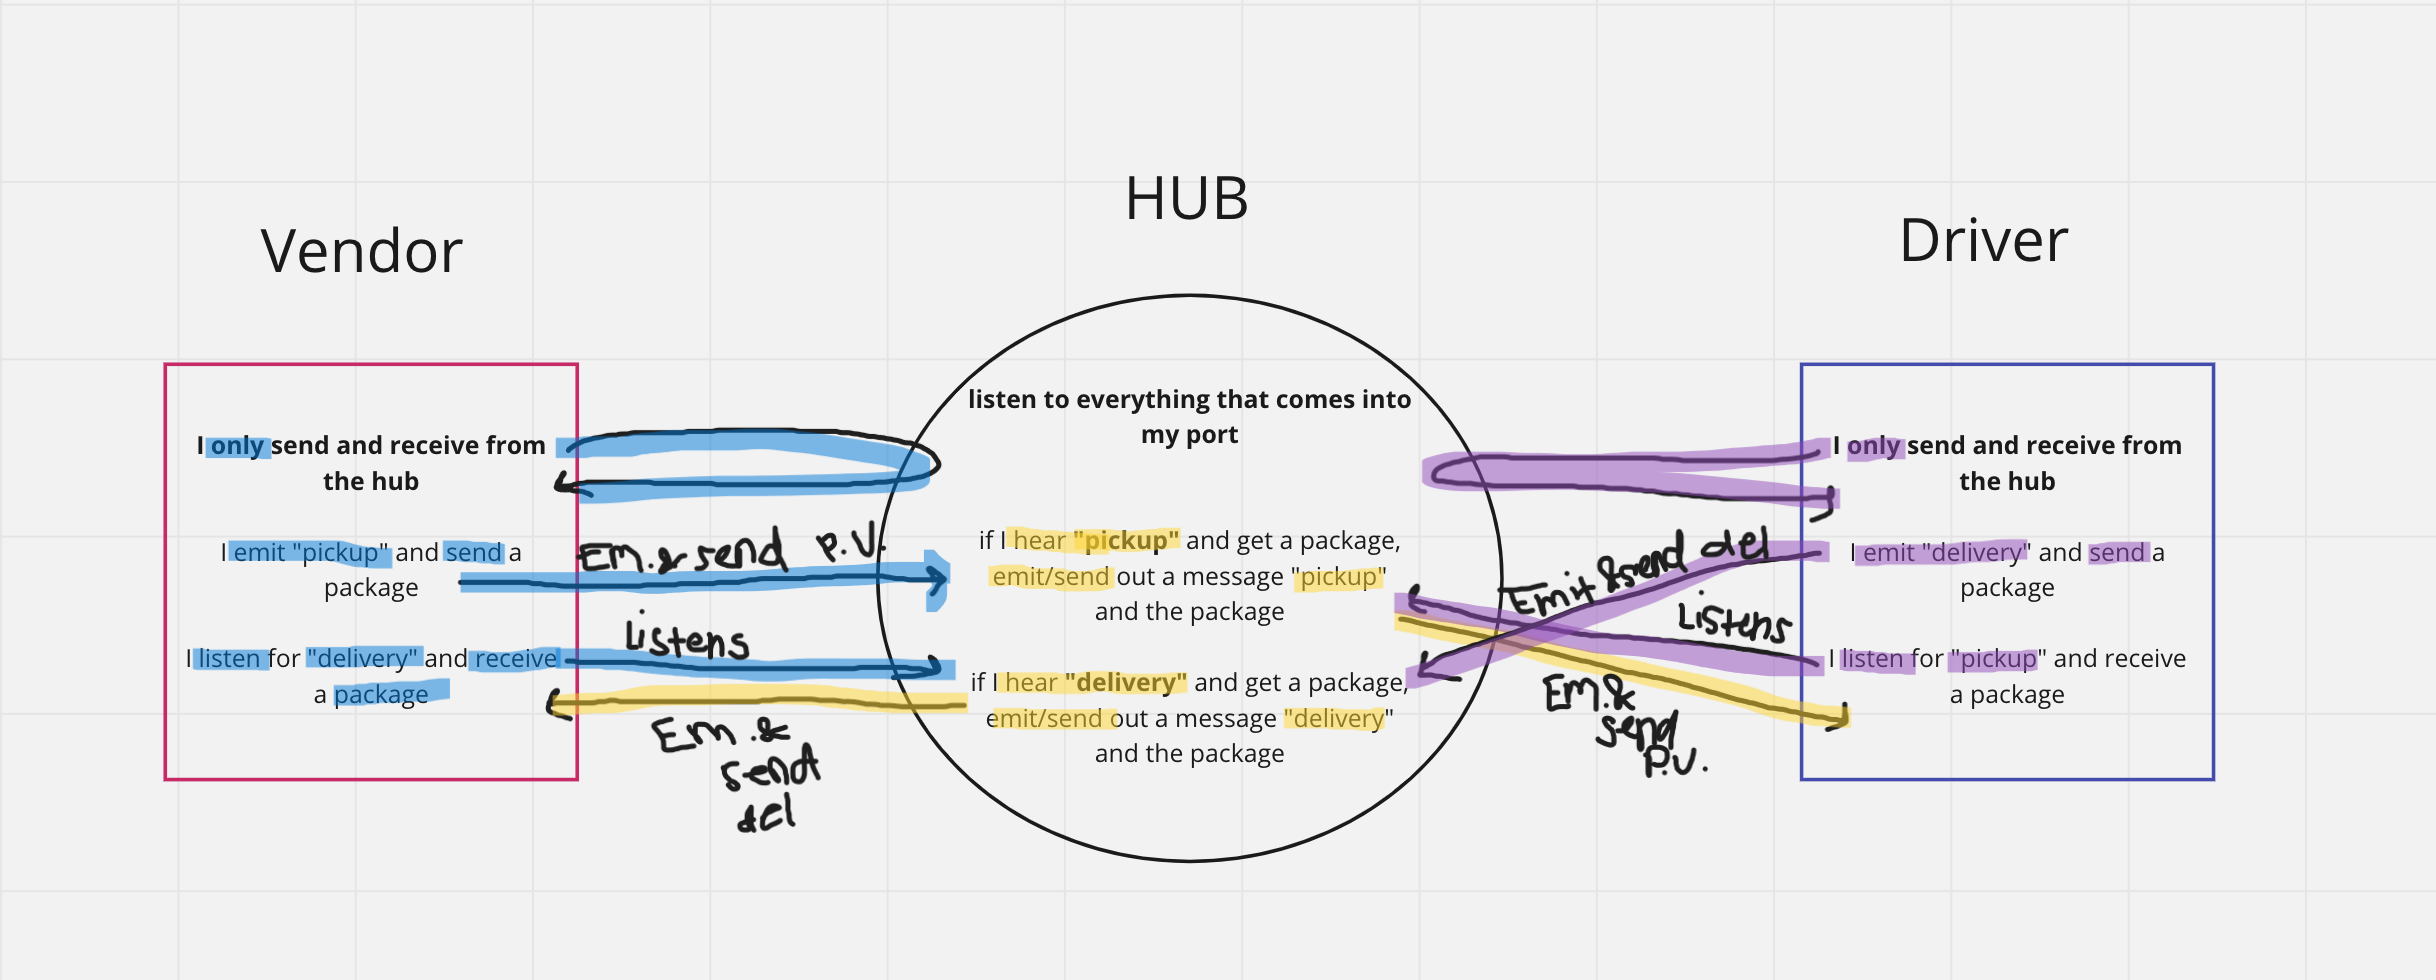 HUB
Vendor
Driver
I only send and receive from
the hub
I emit "pickup" and send a
package
I listen for "delivery" and receive
a package
Em. & send P.V.
Listens
Em. &
send
del
listen to everything that comes into
my port
if I hear "pickup" and get a package,
emit/send out a message "pickup"
and the package
if I hear "delivery" and get a package,
emit/send out a message "delivery"
and the package
Emit & send del
Listens
Em. &
send
P.V.
I only send and receive from
the hub
I emit "delivery" and send a
package
I listen for "pickup" and receive
a package